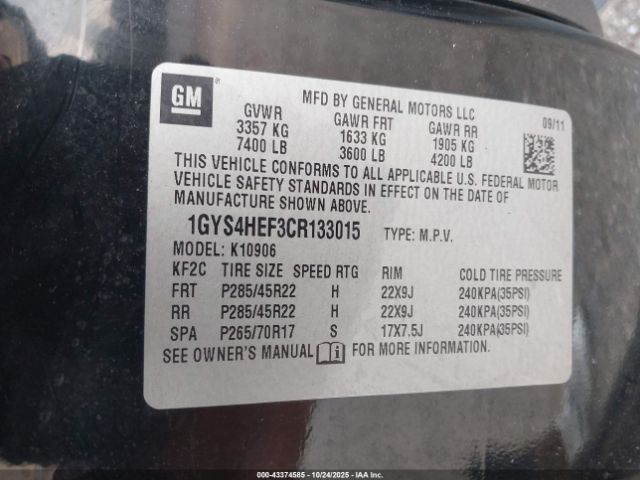 GM
MFD BY GENERAL MOTORS LLC
GVWR GAWR FRT GAWR RR 09/11
3357 KG 1633 KG 1905 KG
7400 LB 3600 LB 4200 LB
THIS VEHICLE CONFORMS TO ALL APPLICABLE U.S. FEDERAL MOTOR
VEHICLE SAFETY STANDARDS IN EFFECT ON THE DATE OF
MANUFACTURE SHOWN ABOVE.
1GYS4HEF3CR133015 TYPE: M.P.V.
MODEL: K10906
KF2C TIRE SIZE SPEED RTG RIM COLD TIRE PRESSURE
FRT P285/45R22 H 22X9J 240KPA(35PSI)
RR P285/45R22 H 22X9J 240KPA(35PSI)
SPA P265/70R17 S 17X7.5J 240KPA(35PSI)
SEE OWNER'S MANUAL FOR MORE INFORMATION.
Owner: 000-43374585 | 10/24/2025 | IAA Inc.